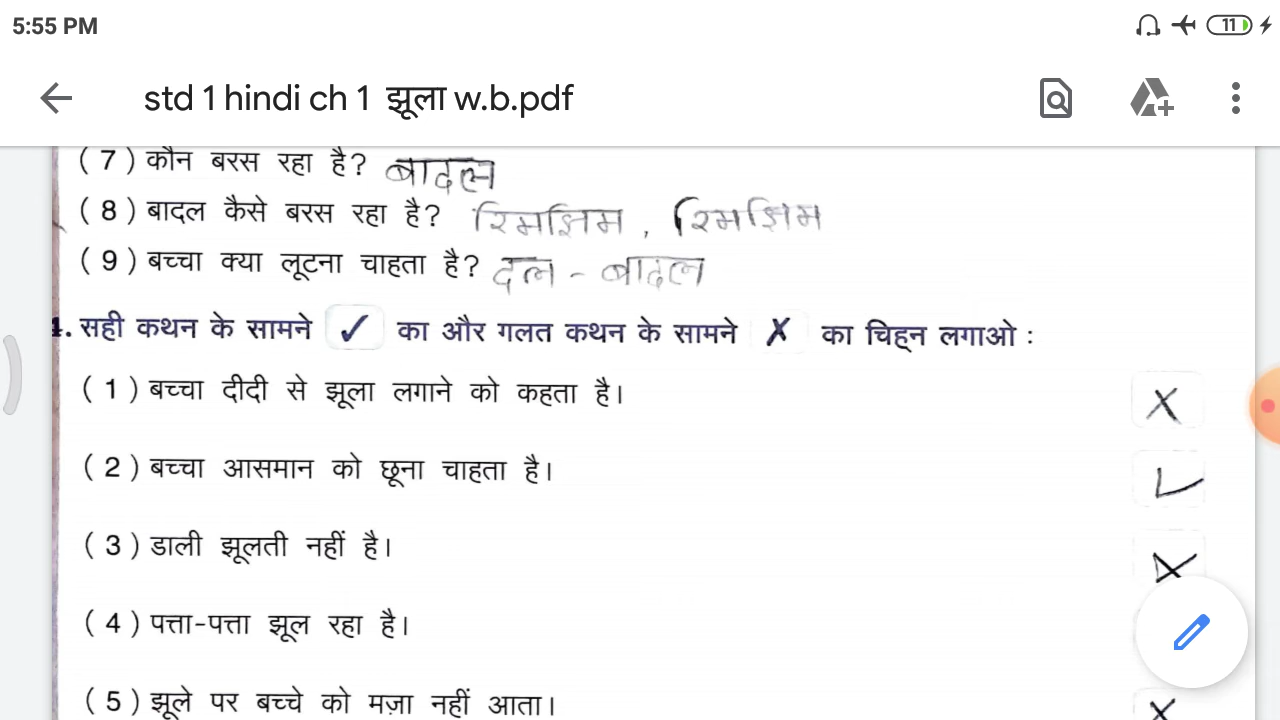 5:55 PM 11
std 1 hindi ch 1 झूला w.b.pdf
( 7 ) कौन बरस रहा है? बादल
( 8 ) बादल कैसे बरस रहा है? रिमझिम , रिमझिम
( 9 ) बच्चा क्या लूटना चाहता है? दल - बादल
4. सही कथन के सामने ✓ का और गलत कथन के सामने ✗ का चिह्न लगाओ :
( 1 ) बच्चा दीदी से झूला लगाने को कहता है। ✗
( 2 ) बच्चा आसमान को छूना चाहता है। ✓
( 3 ) डाली झूलती नहीं है। ✗
( 4 ) पत्ता-पत्ता झूल रहा है।
( 5 ) झूले पर बच्चे को मज़ा नहीं आता। ✗